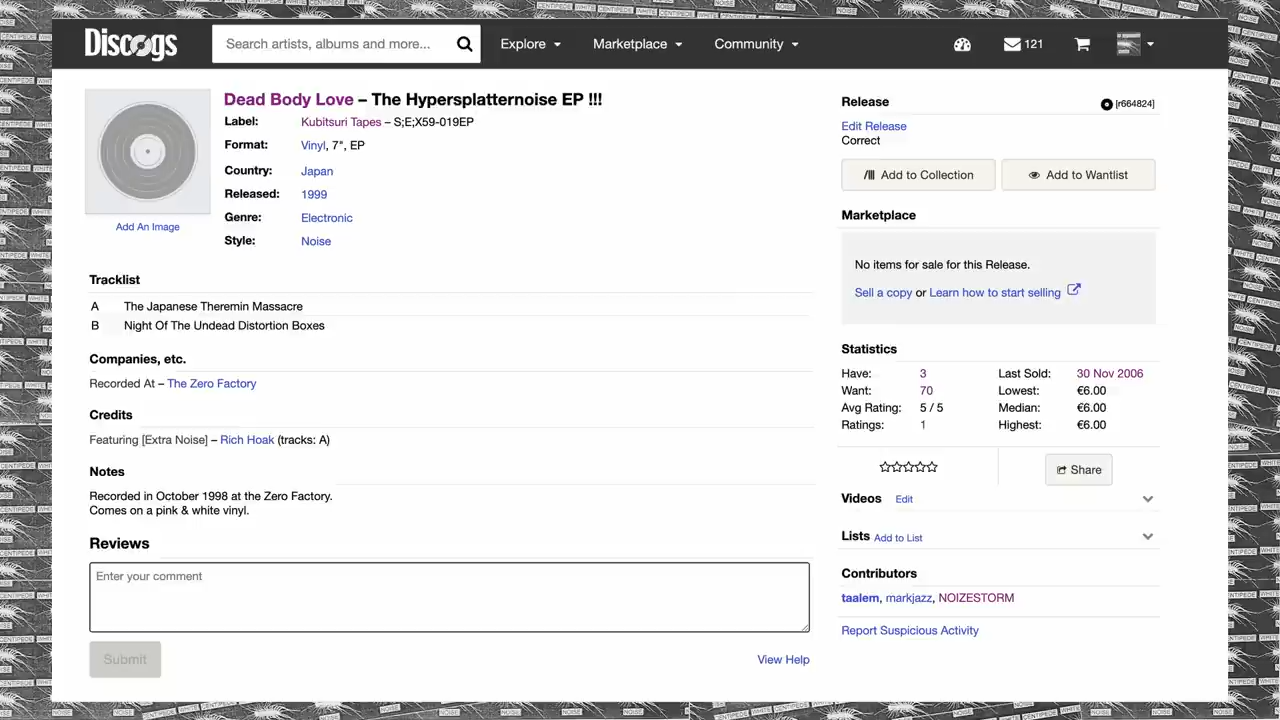 Discogs
Search artists, albums and more...
Explore
Marketplace
Community
121
Dead Body Love – The Hypersplatternoise EP !!!
Label: Kubitsuri Tapes – S;E;X59-019EP
Format: Vinyl, 7", EP
Country: Japan
Released: 1999
Genre: Electronic
Style: Noise
Add An Image
Tracklist
A The Japanese Theremin Massacre
B Night Of The Undead Distortion Boxes
Companies, etc.
Recorded At – The Zero Factory
Credits
Featuring [Extra Noise] – Rich Hoak (tracks: A)
Notes
Recorded in October 1998 at the Zero Factory.
Comes on a pink & white vinyl.
Reviews
Enter your comment
Submit
View Help
Release
[r664824]
Edit Release
Correct
Add to Collection
Add to Wantlist
Marketplace
No items for sale for this Release.
Sell a copy or Learn how to start selling
Statistics
Have: 3
Last Sold: 30 Nov 2006
Want: 70
Lowest: €6.00
Avg Rating: 5 / 5
Median: €6.00
Ratings: 1
Highest: €6.00
Share
Videos Edit
Lists Add to List
Contributors
taalem, markjazz, NOIZESTORM
Report Suspicious Activity
WHITE
CENTIPEDE
NOISE